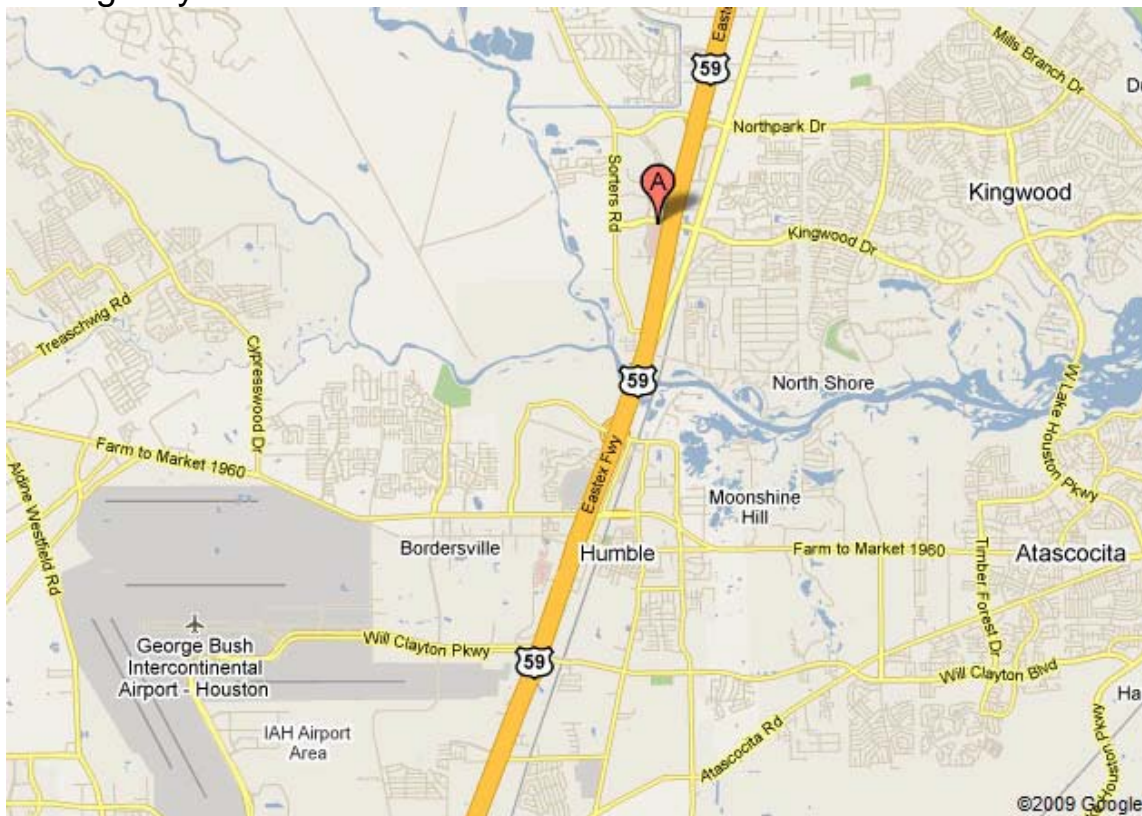 59
Mills Branch Dr
Northpark Dr
Sorters Rd
A
Kingwood
Kingwood Dr
Treaschwig Rd
Cypresswood Dr
59
North Shore
W Lake Houston Pkwy
Farm to Market 1960
Eastex Fwy
Aldine Westfield Rd
Moonshine
Hill
Bordersville
Humble
Farm to Market 1960
Atascocita
Timber Forest Dr
George Bush
Intercontinental
Airport - Houston
Will Clayton Pkwy
59
Will Clayton Blvd
IAH Airport
Area
Atascocita Rd
©2009 Google